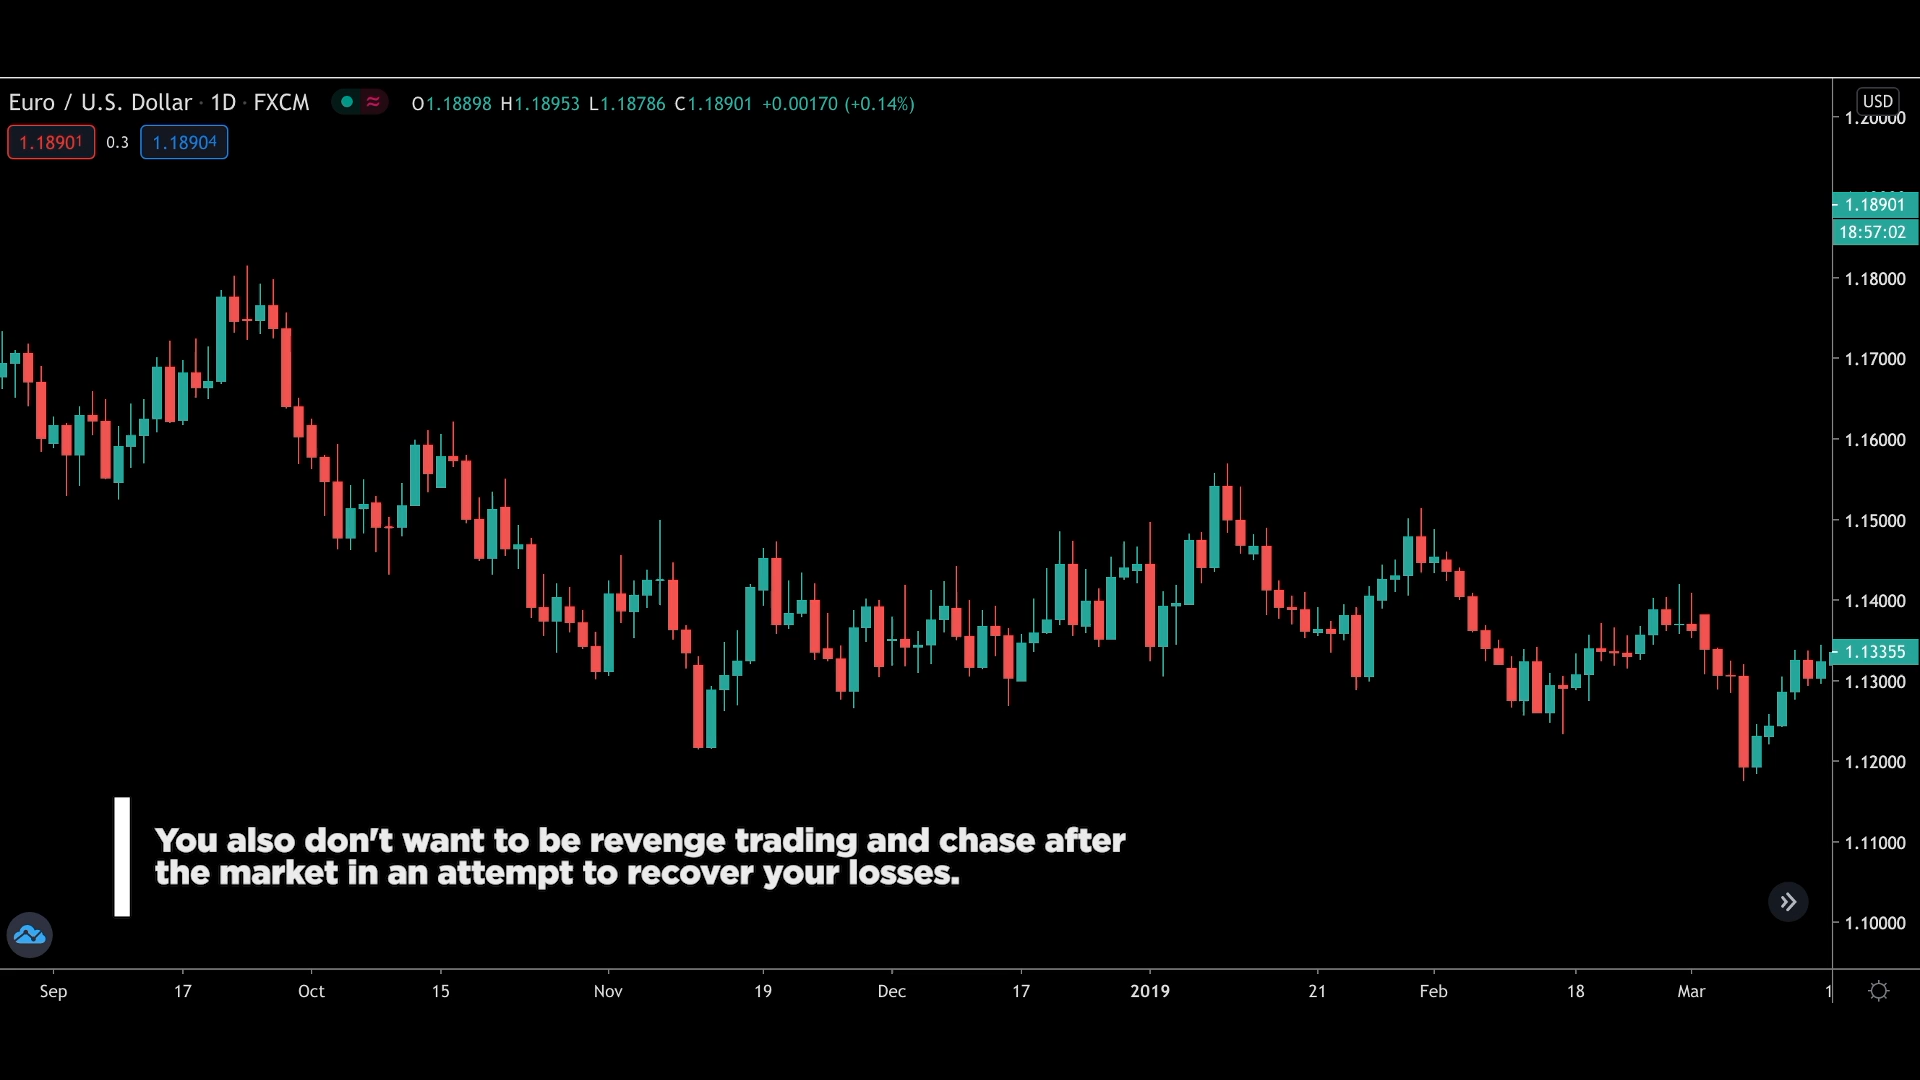 Euro / U.S. Dollar · 1D · FXCM
O1.18898 H1.18953 L1.18786 C1.18901 +0.00170 (+0.14%)
USD
1.18901 0.3 1.18904
1.20000
1.18901
18:57:02
1.18000
1.17000
1.16000
1.15000
1.14000
1.13355
1.13000
1.12000
1.11000
1.10000
You also don't want to be revenge trading and chase after
the market in an attempt to recover your losses.
Sep 17 Oct 15 Nov 19 Dec 17 2019 21 Feb 18 Mar